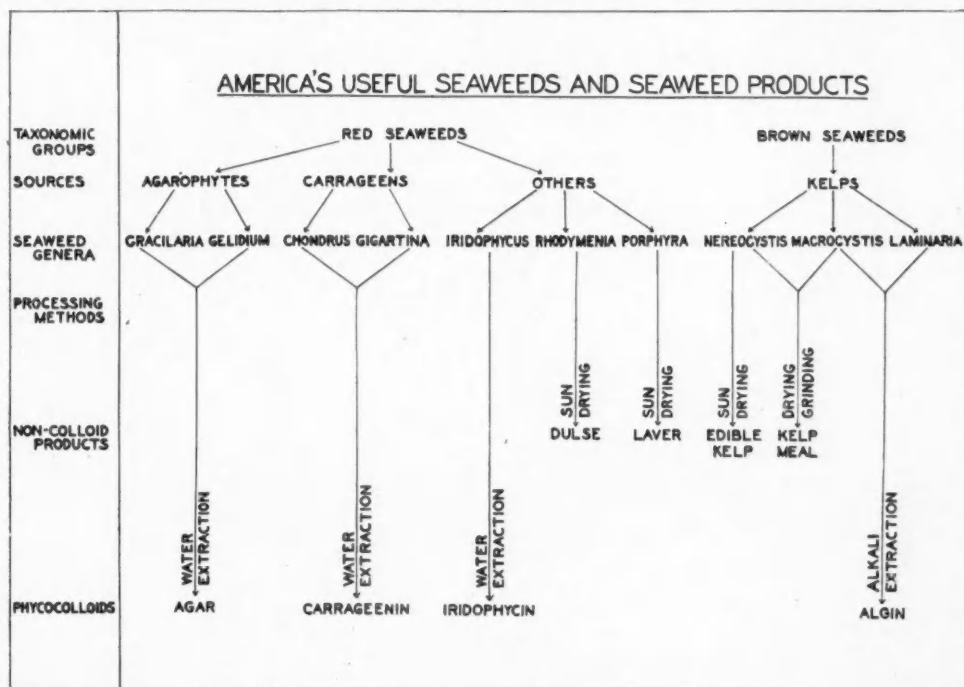 AMERICA'S USEFUL SEAWEEDS AND SEAWEED PRODUCTS
TAXONOMIC
GROUPS
RED SEAWEEDS
BROWN SEAWEEDS
SOURCES
AGAROPHYTES
CARRAGEENS
OTHERS
KELPS
SEAWEED
GENERA
GRACILARIA GELIDIUM
CHONDRUS GIGARTINA
IRIDOPHYCUS RHODYMENIA PORPHYRA
NEREOCYSTIS MACROCYSTIS LAMINARIA
PROCESSING
METHODS
SUN
DRYING
SUN
DRYING
SUN
DRYING
DRYING
GRINDING
NON-COLLOID
PRODUCTS
DULSE
LAVER
EDIBLE
KELP
KELP
MEAL
WATER
EXTRACTION
WATER
EXTRACTION
WATER
EXTRACTION
ALKALI
EXTRACTION
PHYCOCOLLOIDS
AGAR
CARRAGEENIN
IRIDOPHYCIN
ALGIN